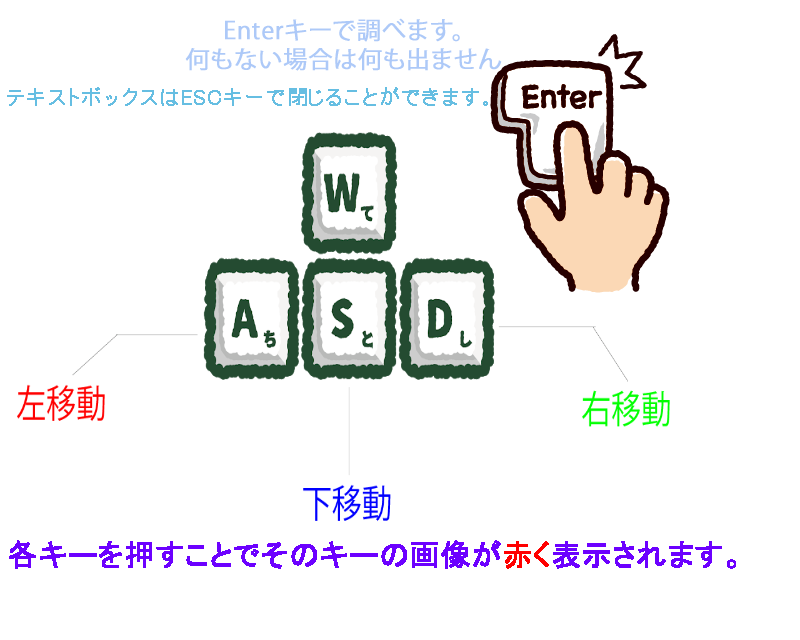 Enterキーで調べます。
何もない場合は何も出ません
テキストボックスはESCキーで閉じることができます。
Enter
W
て
A
ち
S
と
D
し
左移動
右移動
下移動
各キーを押すことでそのキーの画像が赤く表示されます。